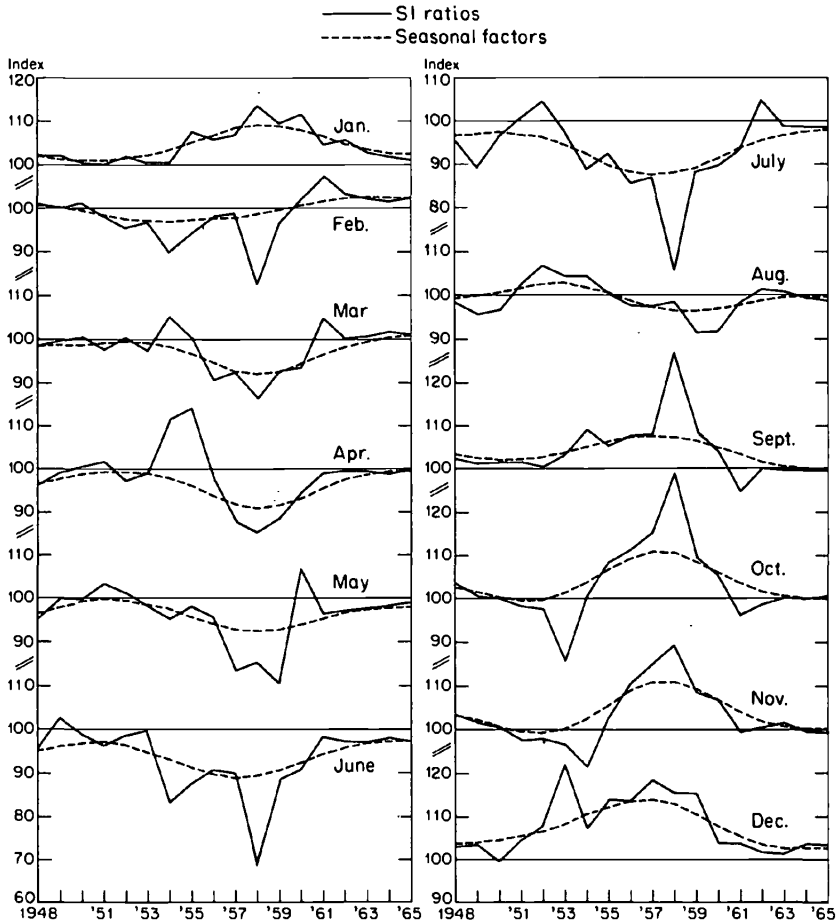 SI ratios
Seasonal factors
Index
120
110
Jan.
100
100
Feb.
90
110
Mar
100
90
110
Apr.
100
90
110
May
100
90
110
100
90
June
80
70
60
1948 '51 '53 '55 '57 '59 '61 '63 '65
Index
110
100
July
90
80
110
Aug.
100
90
120
110
Sept.
100
120
110
Oct.
100
90
110
Nov.
100
120
110
Dec.
100
90
1948 '51 '53 '55 '57 '59 '61 '63 '65